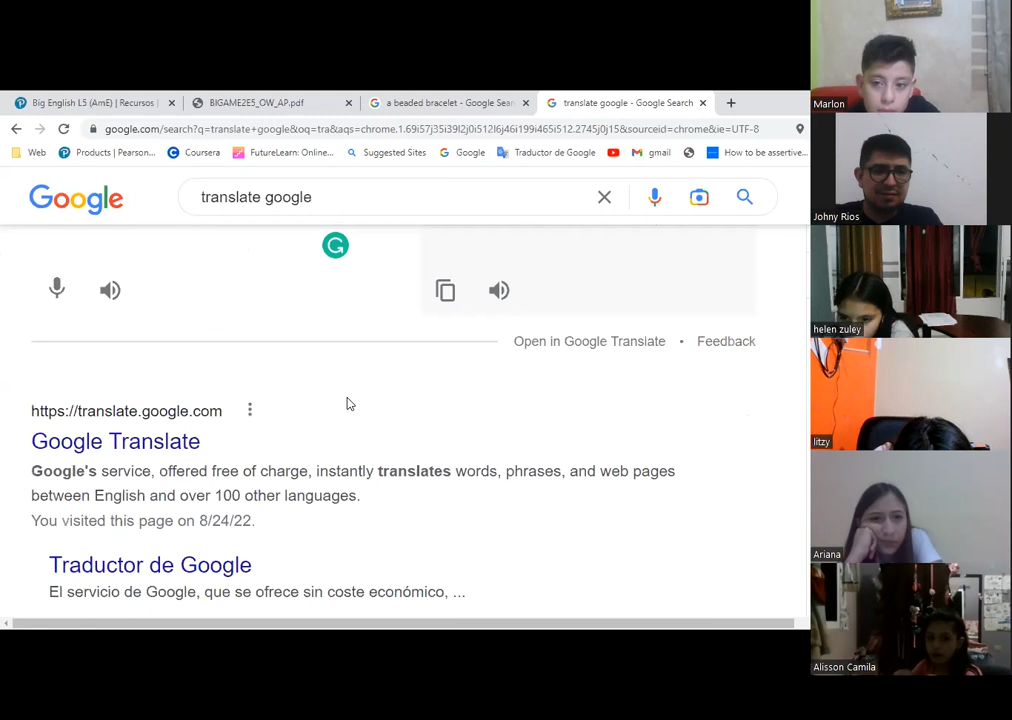 Big English L5 (AmE) | Recursos
BIGAME2E5_OW_AP.pdf
a beaded bracelet - Google Sear
translate google - Google Search
google.com/search?q=translate+google&oq=tra&aqs=chrome.1.69i57j35i39l2j0i512l6j46i199i465i512.2745j0j15&sourceid=chrome&ie=UTF-8
Web
Products | Pearson...
Coursera
FutureLearn: Online...
Suggested Sites
Google
Traductor de Google
gmail
How to be assertive...
Google
translate google
Open in Google Translate • Feedback
https://translate.google.com
Google Translate
Google's service, offered free of charge, instantly translates words, phrases, and web pages
between English and over 100 other languages.
You visited this page on 8/24/22.
Traductor de Google
El servicio de Google, que se ofrece sin coste económico, ...
Marlon
Johny Rios
helen zuley
litzy
Ariana
Alisson Camila